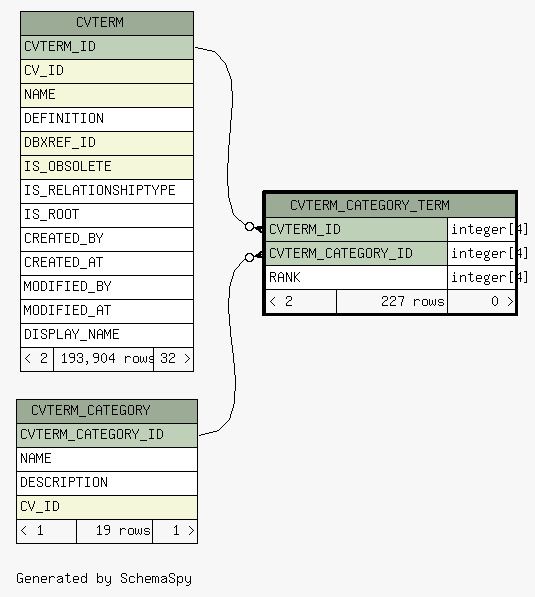 CVTERM
CVTERM_ID
CV_ID
NAME
DEFINITION
DBXREF_ID
IS_OBSOLETE
IS_RELATIONSHIPTYPE
IS_ROOT
CREATED_BY
CREATED_AT
MODIFIED_BY
MODIFIED_AT
DISPLAY_NAME
< 2 193,904 rows 32 >
CVTERM_CATEGORY_TERM
CVTERM_ID integer[4]
CVTERM_CATEGORY_ID integer[4]
RANK integer[4]
< 2 227 rows 0 >
CVTERM_CATEGORY
CVTERM_CATEGORY_ID
NAME
DESCRIPTION
CV_ID
< 1 19 rows 1 >
Generated by SchemaSpy